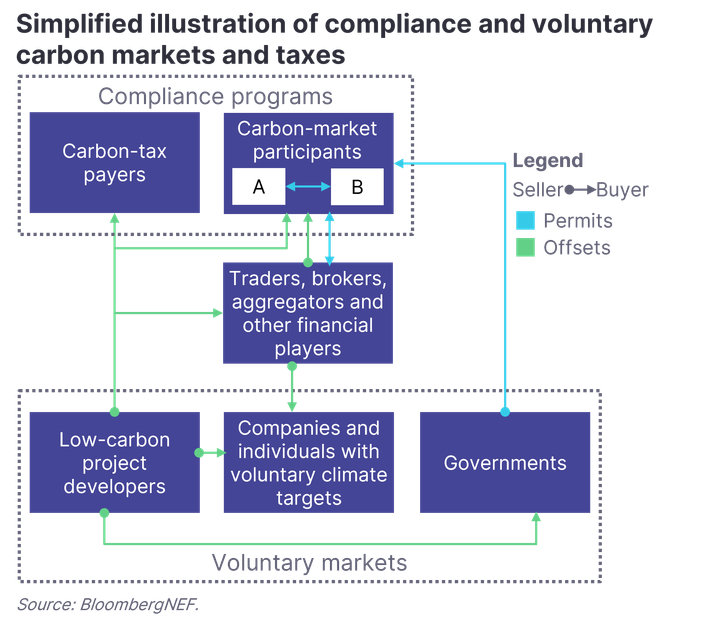 Simplified illustration of compliance and voluntary
carbon markets and taxes
Compliance programs
Carbon-tax
payers
Carbon-market
participants
A
B
Legend
Seller Buyer
Permits
Offsets
Traders, brokers,
aggregators and
other financial
players
Low-carbon
project
developers
Companies and
individuals with
voluntary climate
targets
Governments
Voluntary markets
Source: BloombergNEF.